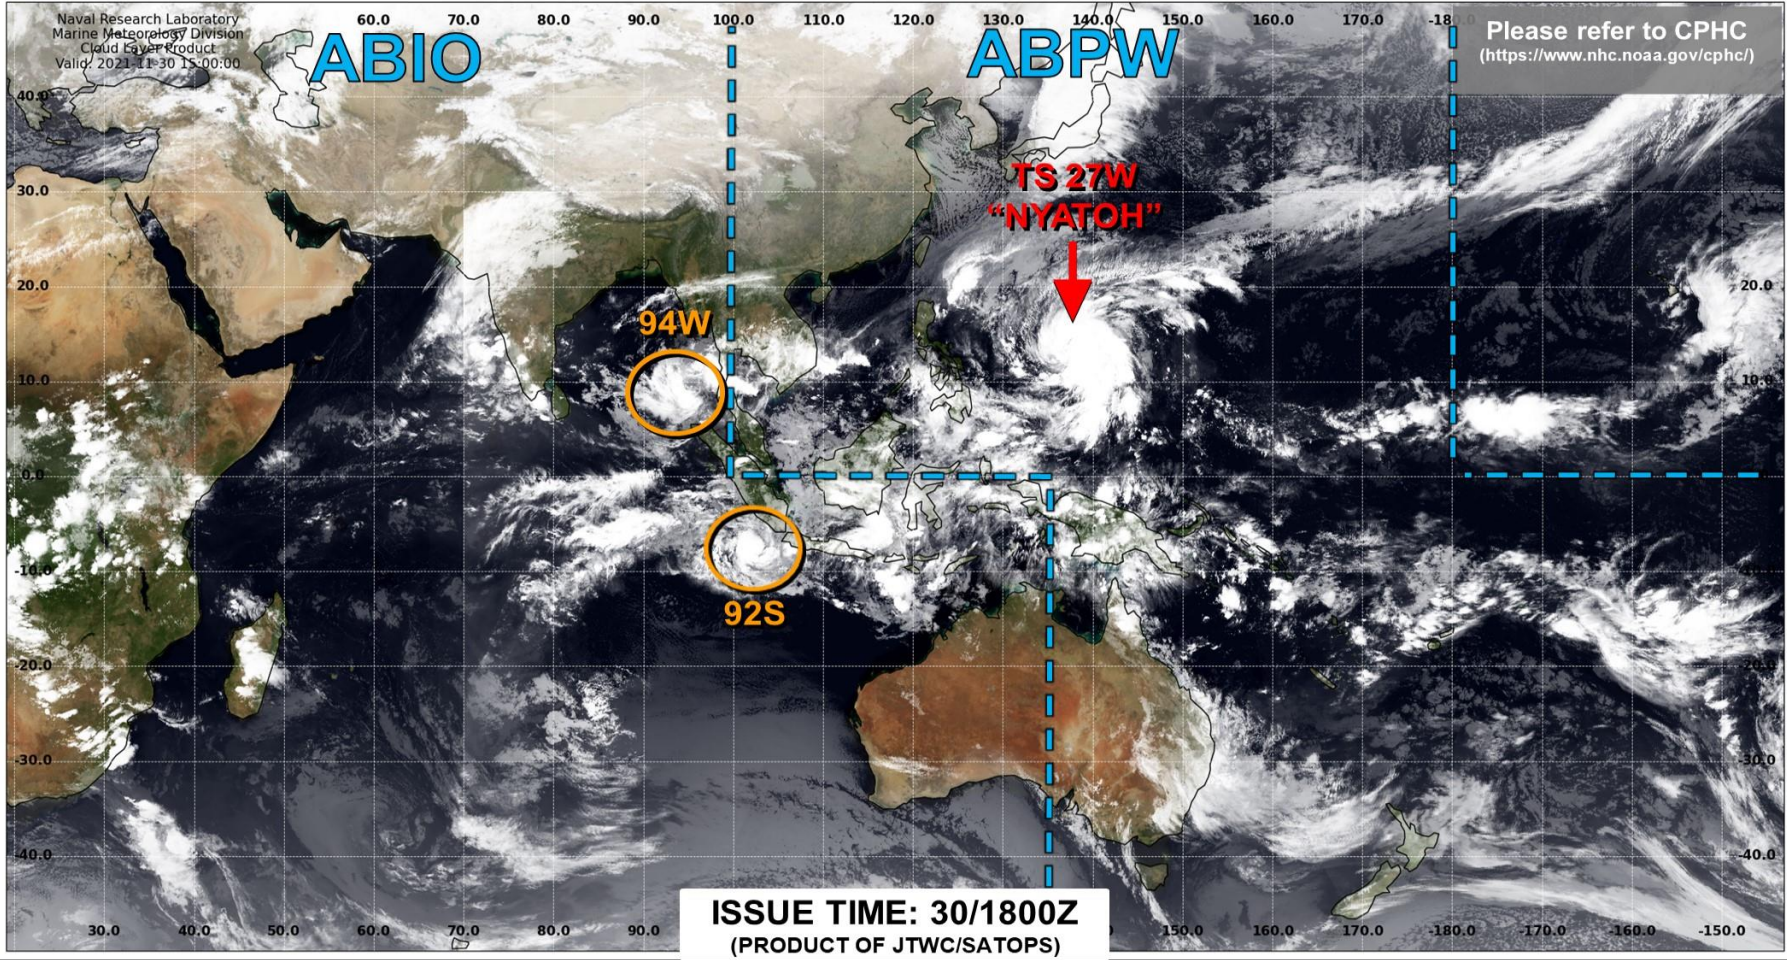 Naval Research Laboratory
Marine Meteorology Division
Cloud Layer Product
Valid: 2021-11-30 15:00:00
60.0 70.0 80.0 90.0 100.0 110.0 120.0 130.0 140.0 150.0 160.0 170.0 -180.0
ABIO
ABPW
Please refer to CPHC
(https://www.nhc.noaa.gov/cphc/)
40.0
TS 27W
“NYATOH”
30.0
20.0 20.0
94W
10.0 10.0
0.0
-10.0
92S
-20.0 -20.0
-30.0 -30.0
-40.0 -40.0
ISSUE TIME: 30/1800Z
(PRODUCT OF JTWC/SATOPS)
30.0 40.0 50.0 60.0 70.0 80.0 90.0 150.0 160.0 170.0 -180.0 -170.0 -160.0 -150.0